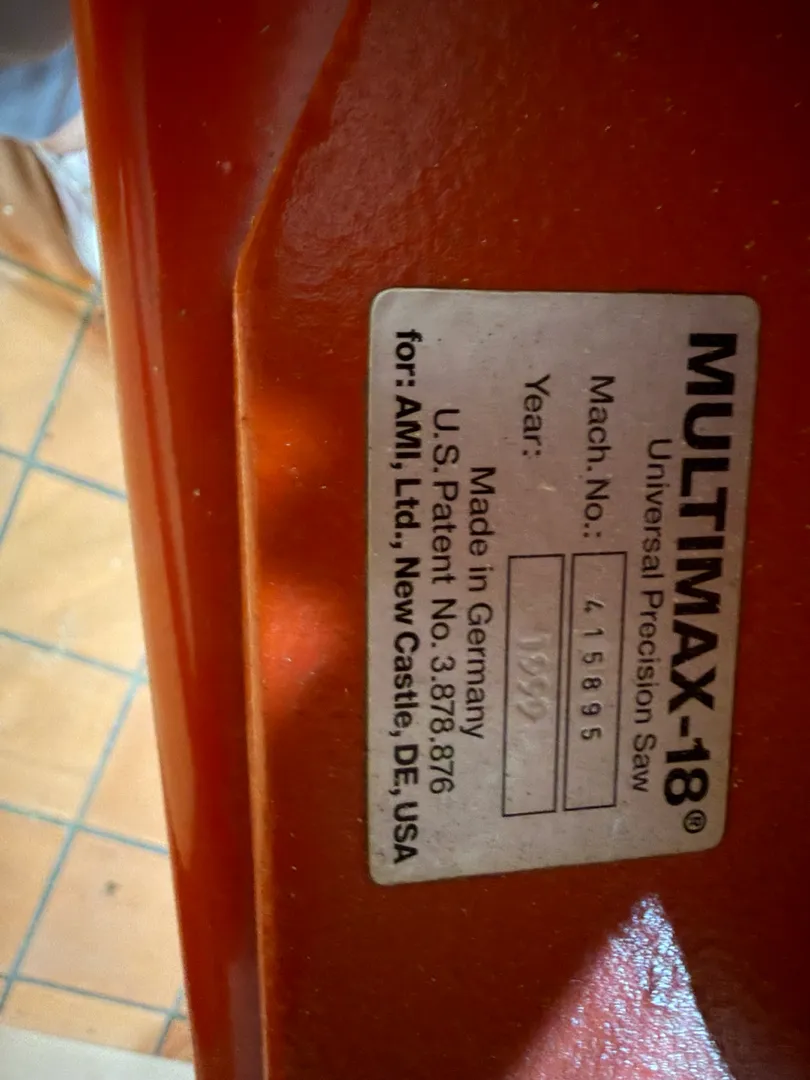 MULTIMAX-18®
Universal Precision Saw
Mach. No.: 415895
Year: 1999
Made in Germany
U.S. Patent No. 3.878.876
for: AMI, Ltd., New Castle, DE, USA